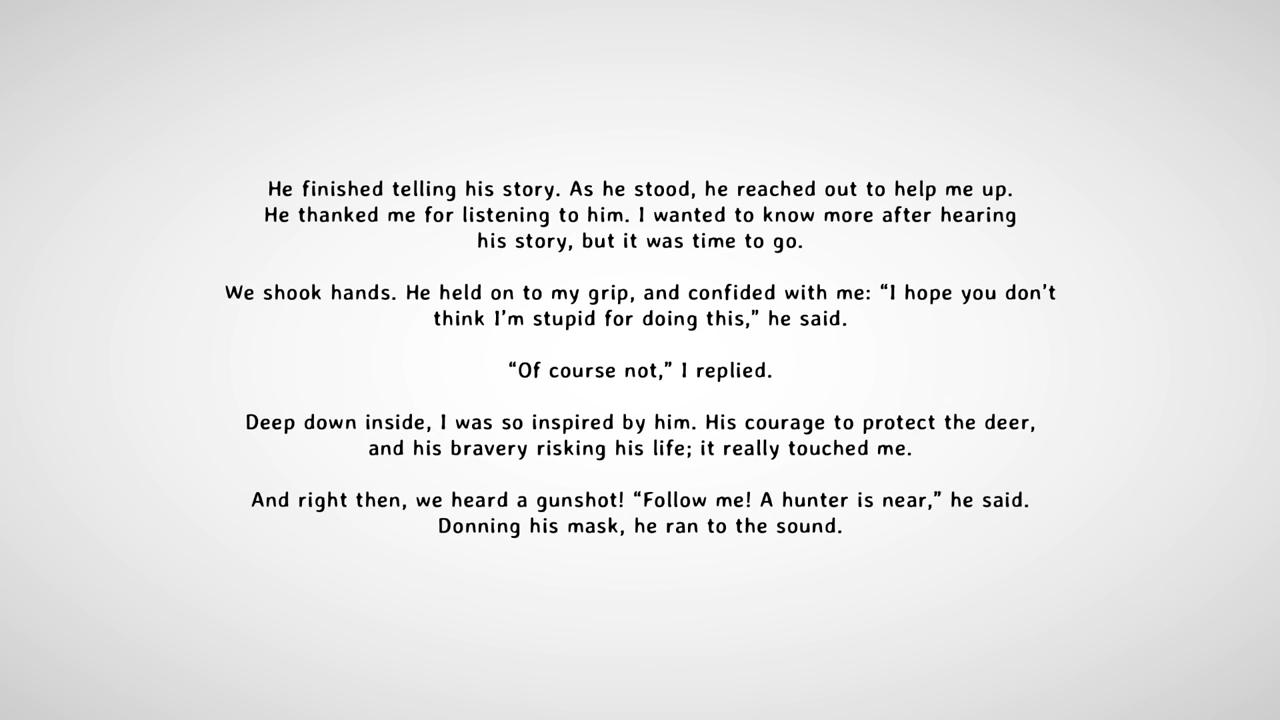 He finished telling his story. As he stood, he reached out to help me up.
He thanked me for listening to him. I wanted to know more after hearing
his story, but it was time to go.
We shook hands. He held on to my grip, and confided with me: “I hope you don’t
think I’m stupid for doing this,” he said.
“Of course not,” I replied.
Deep down inside, I was so inspired by him. His courage to protect the deer,
and his bravery risking his life; it really touched me.
And right then, we heard a gunshot! “Follow me! A hunter is near,” he said.
Donning his mask, he ran to the sound.